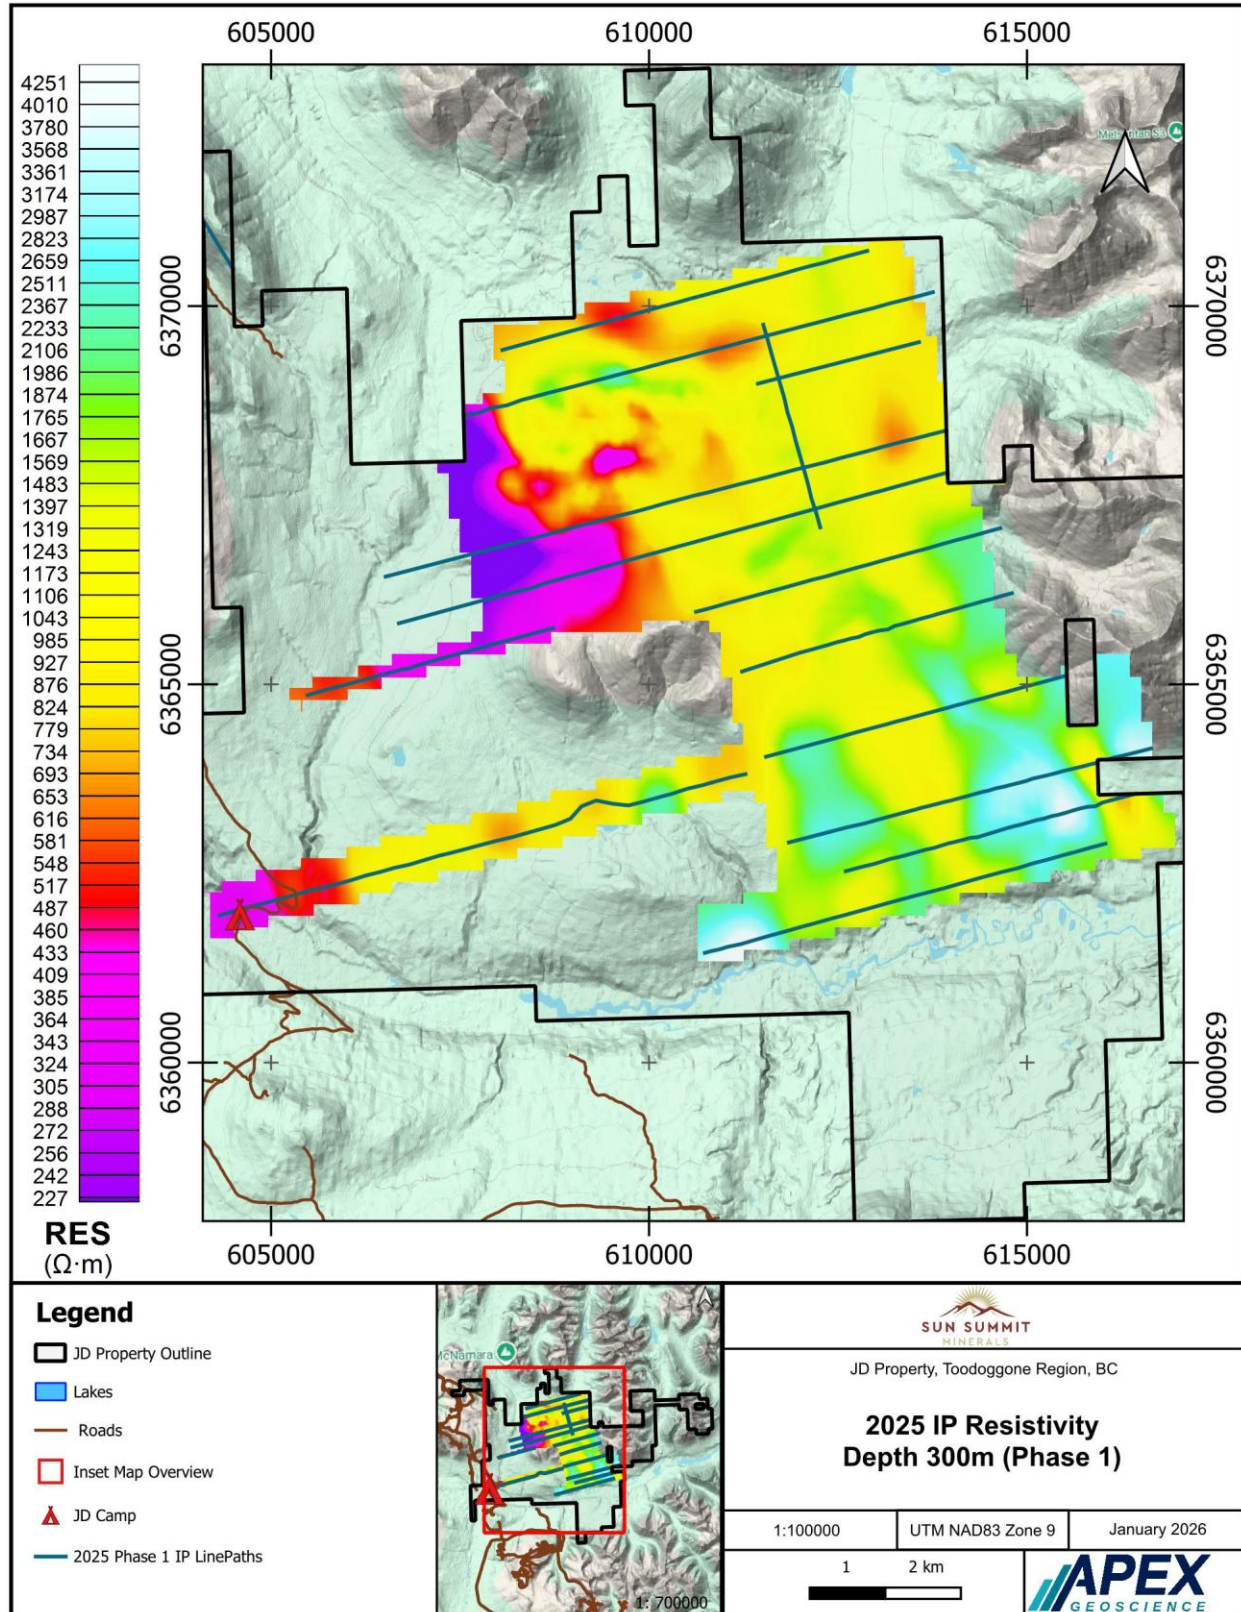 605000 610000 615000
4251
4010
3780
3568
3361
3174
2987
2823
2659
2511
2367
2233
2106
1986
1874
1765
1667
1569
1483
1397
1319
1243
1173
1106
1043
985
927
876
824
779
734
693
653
616
581
548
517
487
460
433
409
385
364
343
324
305
288
272
256
242
227
RES
(Ω·m)
6370000
6365000
6360000
6370000
6365000
6360000
605000 610000 615000
Legend
JD Property Outline
Lakes
Roads
Inset Map Overview
JD Camp
2025 Phase 1 IP LinePaths
McNamara
1: 700000
SUN SUMMIT
MINERALS
JD Property, Toodoggone Region, BC
2025 IP Resistivity
Depth 300m (Phase 1)
1:100000 UTM NAD83 Zone 9 January 2026
1 2 km
APEX
GEOSCIENCE